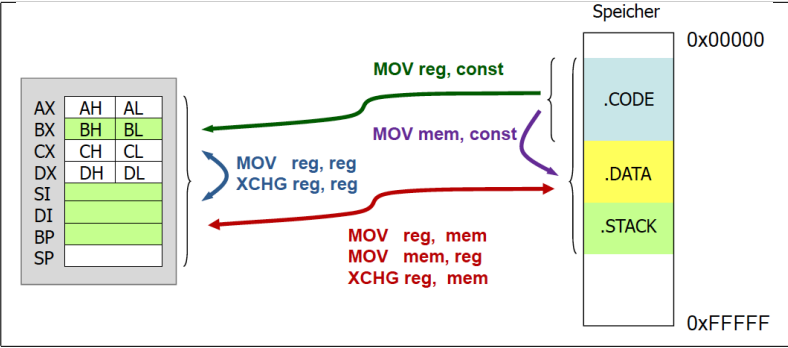 Speicher
0x00000
MOV reg, const
AX AH AL
BX BH BL
CX CH CL
DX DH DL
SI
DI
BP
SP
MOV mem, const
MOV reg, reg
XCHG reg, reg
MOV reg, mem
MOV mem, reg
XCHG reg, mem
.CODE
.DATA
.STACK
0xFFFFF